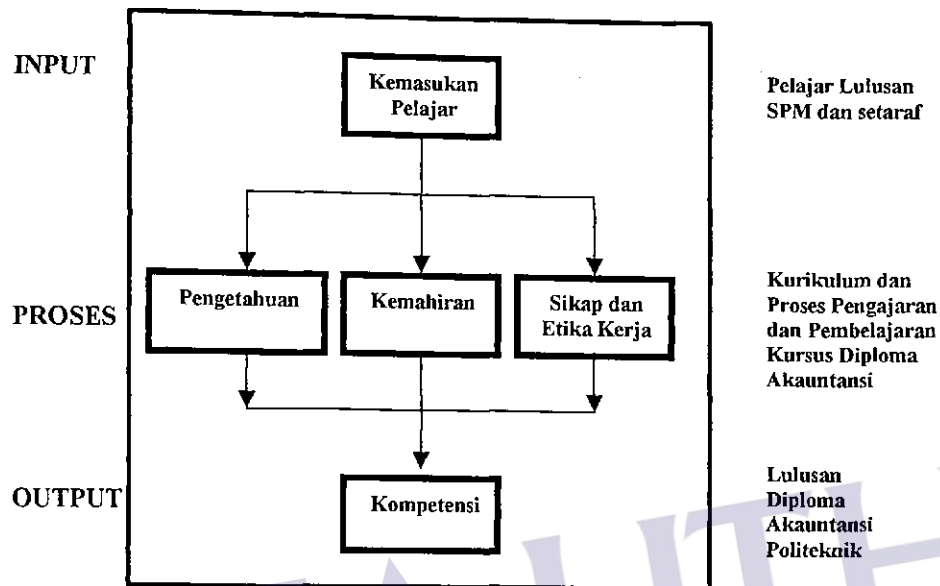 INPUT
Kemasukan
Pelajar
Pelajar Lulusan
SPM dan setaraf
PROSES
Pengetahuan
Kemahiran
Sikap dan
Etika Kerja
Kurikulum dan
Proses Pengajaran
dan Pembelajaran
Kursus Diploma
Akauntansi
OUTPUT
Kompetensi
Lulusan
Diploma
Akauntansi
Politeknik